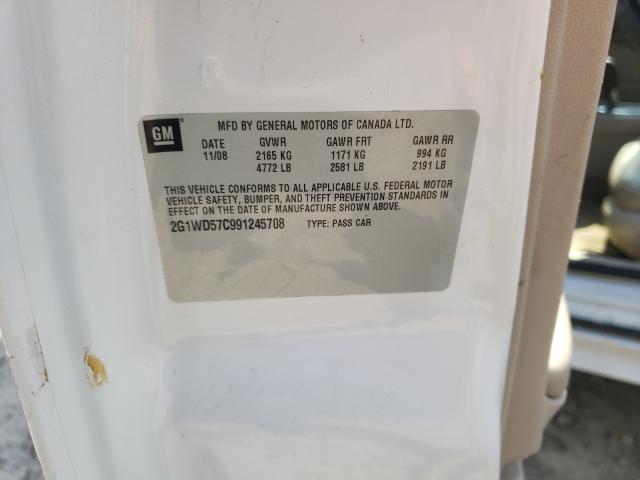 GM
MFD BY GENERAL MOTORS OF CANADA LTD.
DATE GVWR GAWR FRT GAWR RR
11/08 2165 KG 1171 KG 994 KG
4772 LB 2581 LB 2191 LB
THIS VEHICLE CONFORMS TO ALL APPLICABLE U.S. FEDERAL MOTOR
VEHICLE SAFETY, BUMPER, AND THEFT PREVENTION STANDARDS IN
EFFECT ON THE DATE OF MANUFACTURE SHOWN ABOVE.
2G1WD57C991245708 TYPE: PASS CAR